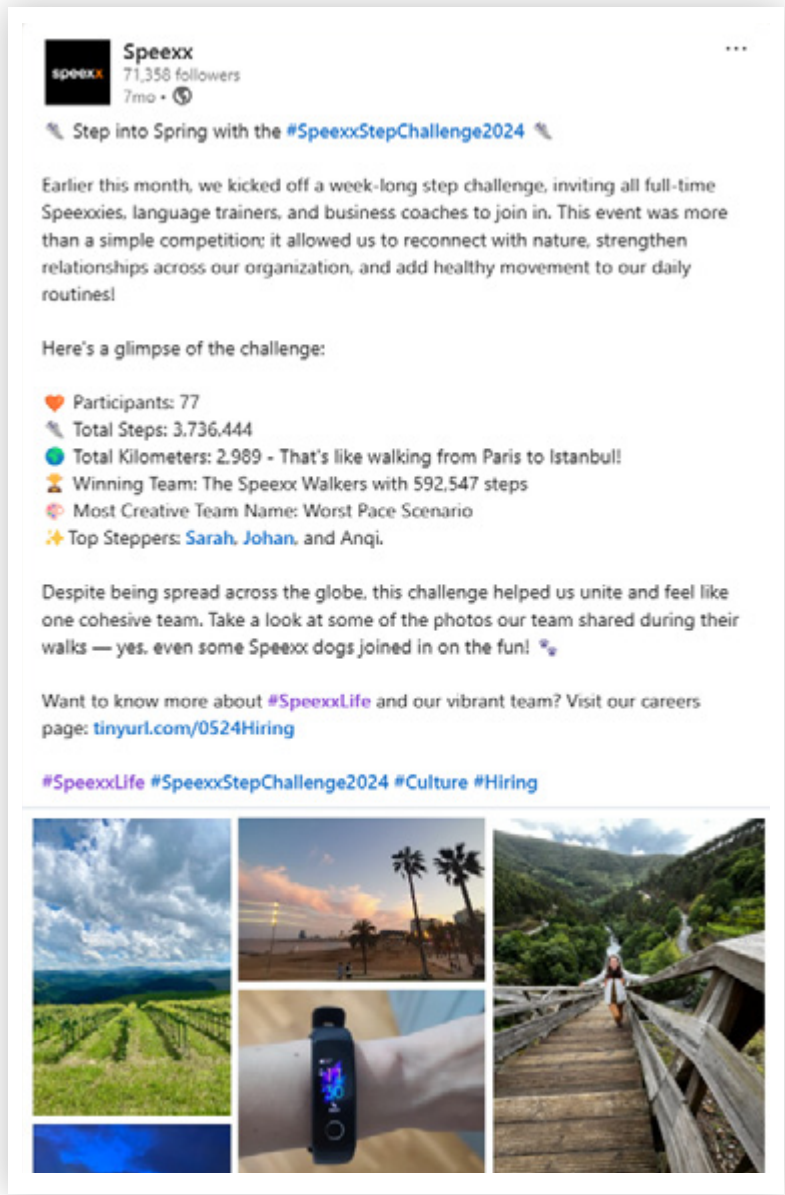 speexx
Speexx
71,358 followers
7mo •
Step into Spring with the #SpeexxStepChallenge2024
Earlier this month, we kicked off a week-long step challenge, inviting all full-time
Speexxies, language trainers, and business coaches to join in. This event was more
than a simple competition; it allowed us to reconnect with nature, strengthen
relationships across our organization, and add healthy movement to our daily
routines!
Here's a glimpse of the challenge:
Participants: 77
Total Steps: 3,736,444
Total Kilometers: 2,989 - That's like walking from Paris to Istanbul!
Winning Team: The Speexx Walkers with 592,547 steps
Most Creative Team Name: Worst Pace Scenario
Top Steppers: Sarah, Johan, and Anqi.
Despite being spread across the globe, this challenge helped us unite and feel like
one cohesive team. Take a look at some of the photos our team shared during their
walks — yes, even some Speexx dogs joined in on the fun!
Want to know more about #SpeexxLife and our vibrant team? Visit our careers
page: tinyurl.com/0524Hiring
#SpeexxLife #SpeexxStepChallenge2024 #Culture #Hiring